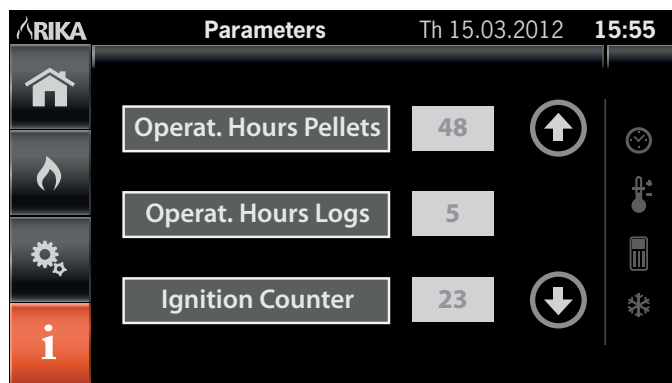 RIKA Parameters Th 15.03.2012 15:55
Operat. Hours Pellets 48
Operat. Hours Logs 5
Ignition Counter 23
i